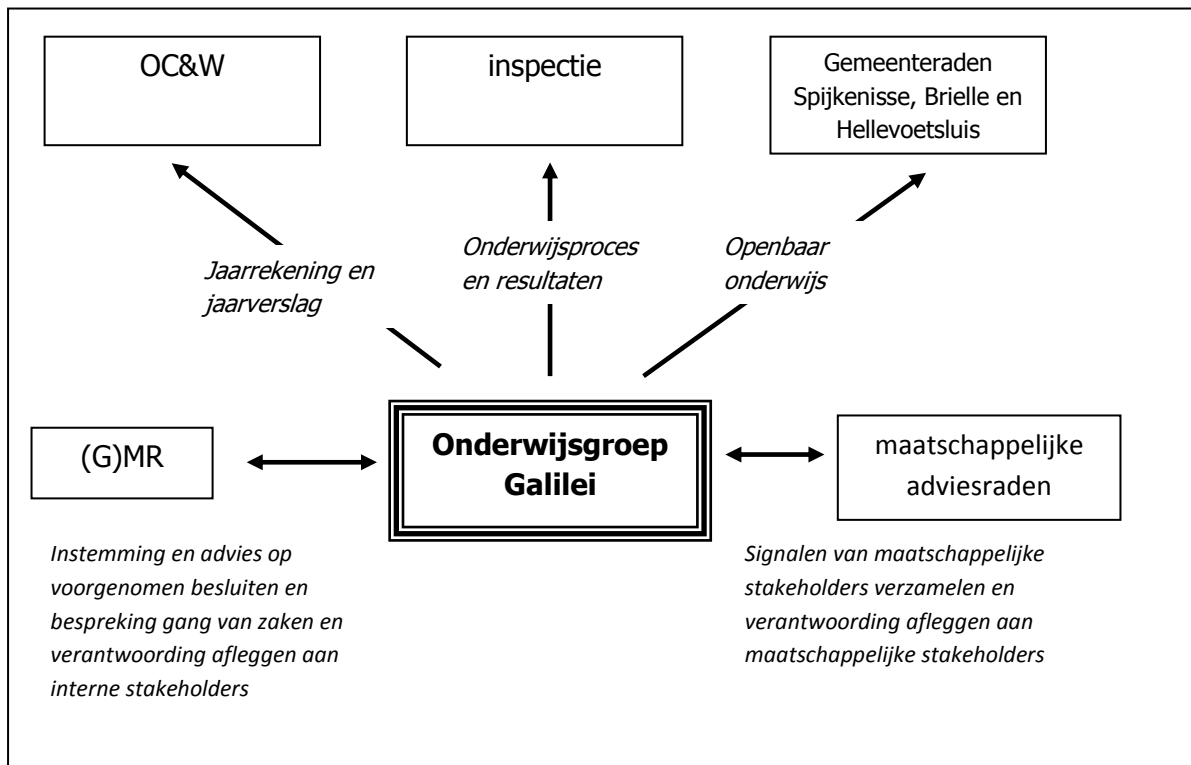 OC&W
inspectie
Gemeenteraden
Spijkenisse, Brielle en
Hellevoetsluis
Jaarrekening en
jaarverslag
Onderwijsproces
en resultaten
Openbaar
onderwijs
(G)MR
Onderwijsgroep
Galilei
maatschappelijke
adviesraden
Instemming en advies op
voorgenomen besluiten en
bespreking gang van zaken en
verantwoording afleggen aan
interne stakeholders
Signalen van maatschappelijke
stakeholders verzamelen en
verantwoording afleggen aan
maatschappelijke stakeholders